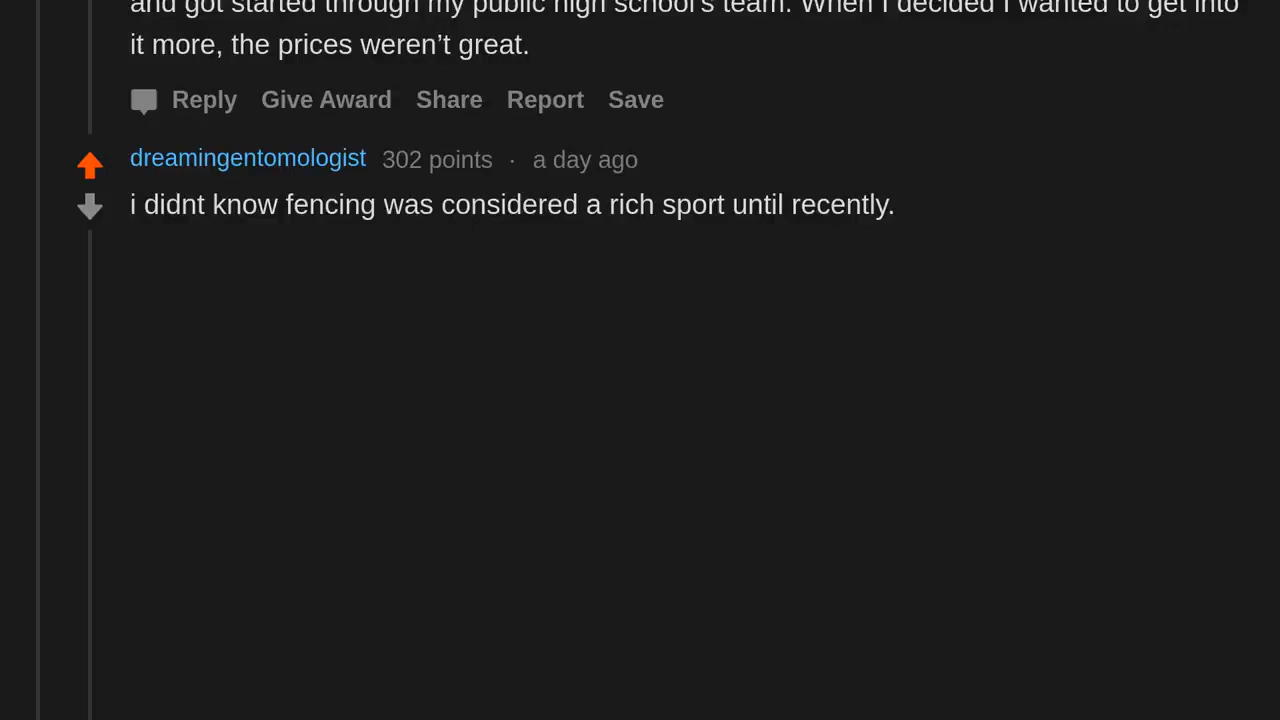 and got started through my public high school's team. When I decided I wanted to get into
it more, the prices weren’t great.
Reply Give Award Share Report Save
dreamingentomologist 302 points · a day ago
i didnt know fencing was considered a rich sport until recently.